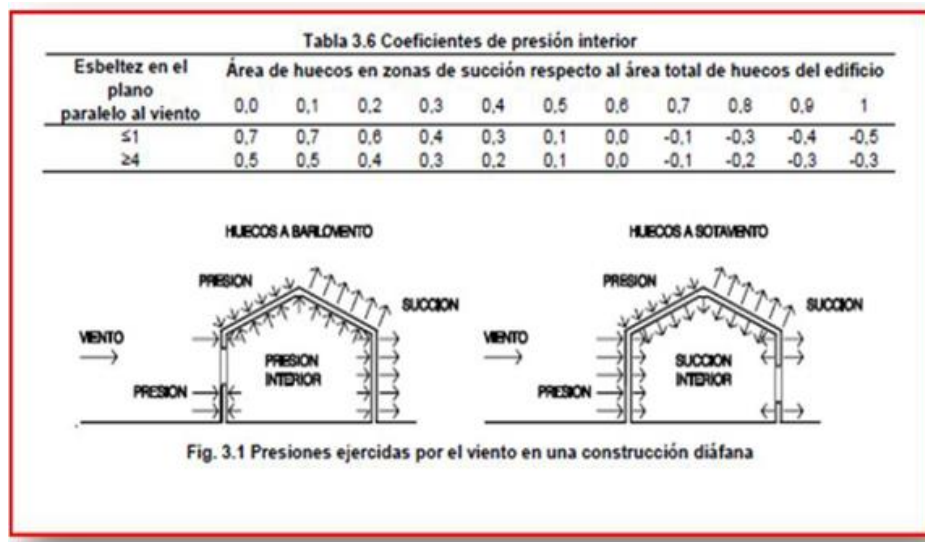 Tabla 3.6 Coeficientes de presión interior
Esbeltez en el plano paralelo al viento
Área de huecos en zonas de succión respecto al área total de huecos del edificio
0,0 0,1 0,2 0,3 0,4 0,5 0,6 0,7 0,8 0,9 1
≤1 0,7 0,7 0,6 0,4 0,3 0,1 0,0 -0,1 -0,3 -0,4 -0,5
≥4 0,5 0,5 0,4 0,3 0,2 0,1 0,0 -0,1 -0,2 -0,3 -0,3
HUECOS A BARLOVENTO
PRESION
SUCCION
VIENTO
PRESION INTERIOR
PRESION
HUECOS A SOTAVENTO
PRESION
SUCCION
VIENTO
SUCCION INTERIOR
PRESION
Fig. 3.1 Presiones ejercidas por el viento en una construcción diáfana